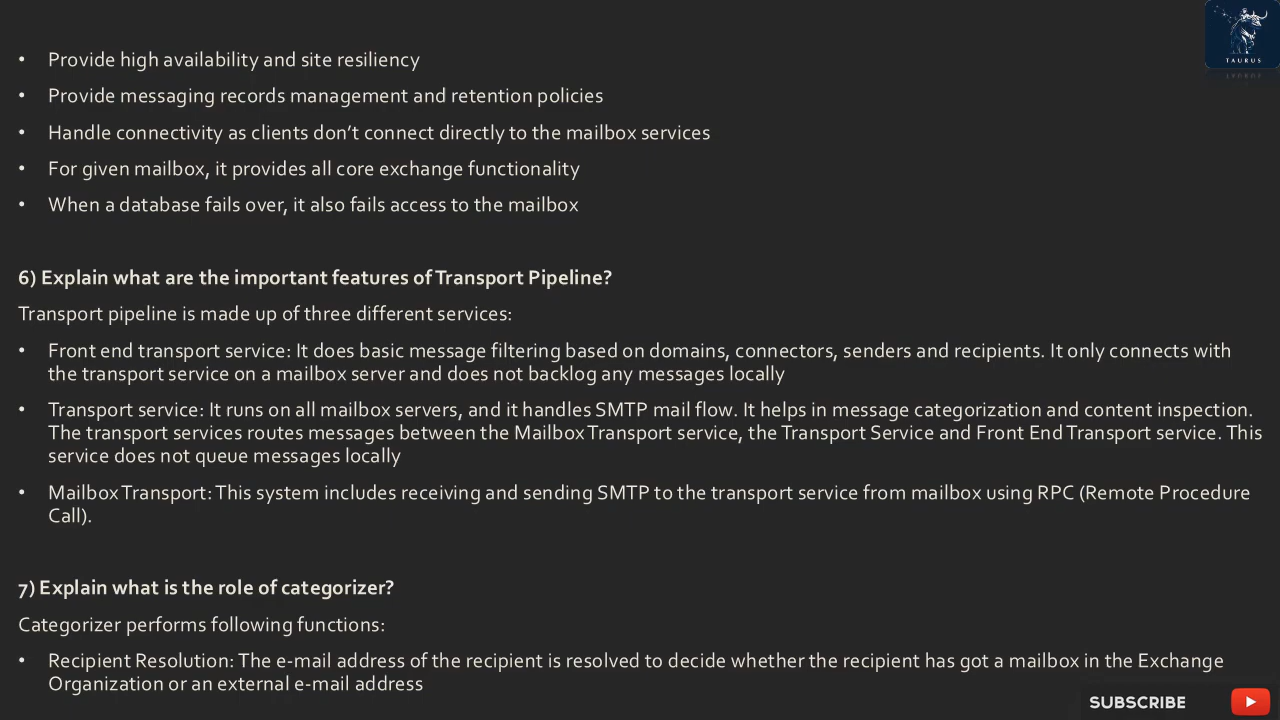 TAURUS
• Provide high availability and site resiliency
• Provide messaging records management and retention policies
• Handle connectivity as clients don’t connect directly to the mailbox services
• For given mailbox, it provides all core exchange functionality
• When a database fails over, it also fails access to the mailbox
6) Explain what are the important features of Transport Pipeline?
Transport pipeline is made up of three different services:
• Front end transport service: It does basic message filtering based on domains, connectors, senders and recipients. It only connects with
the transport service on a mailbox server and does not backlog any messages locally
• Transport service: It runs on all mailbox servers, and it handles SMTP mail flow. It helps in message categorization and content inspection.
The transport services routes messages between the Mailbox Transport service, the Transport Service and Front End Transport service. This
service does not queue messages locally
• Mailbox Transport: This system includes receiving and sending SMTP to the transport service from mailbox using RPC (Remote Procedure
Call).
7) Explain what is the role of categorizer?
Categorizer performs following functions:
• Recipient Resolution: The e-mail address of the recipient is resolved to decide whether the recipient has got a mailbox in the Exchange
Organization or an external e-mail address
SUBSCRIBE